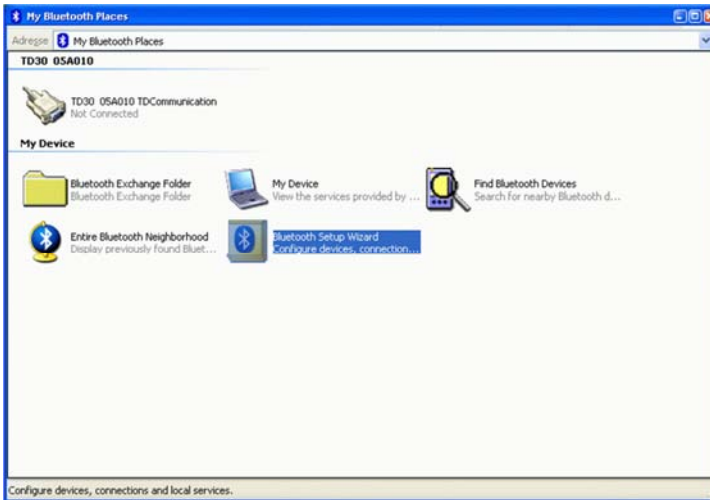 My Bluetooth Places
Adresse My Bluetooth Places
TD30 05A010
TD30 05A010 TDCommunication
Not Connected
My Device
Bluetooth Exchange Folder
Bluetooth Exchange Folder
My Device
View the services provided by ...
Find Bluetooth Devices
Search for nearby Bluetooth d...
Entire Bluetooth Neighborhood
Display previously found Bluet...
Bluetooth Setup Wizard
Configure devices, connection...
Configure devices, connections and local services.